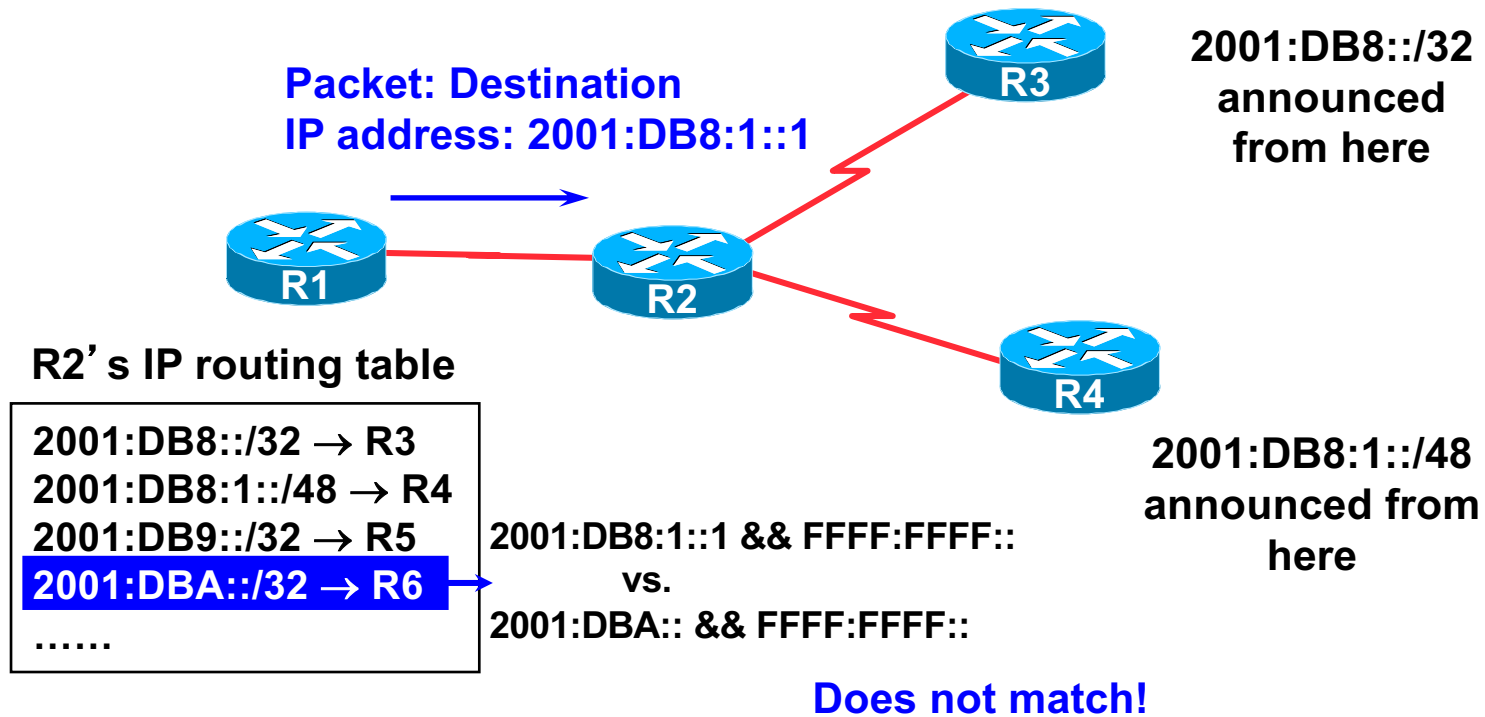 Packet: Destination
IP address: 2001:DB8:1::1
R3
2001:DB8::/32
announced
from here
R1
R2
R4
2001:DB8:1::/48
announced from
here
R2’s IP routing table
2001:DB8::/32 → R3
2001:DB8:1::/48 → R4
2001:DB9::/32 → R5
2001:DBA::/32 → R6
……
2001:DB8:1::1 && FFFF:FFFF::
vs.
2001:DBA:: && FFFF:FFFF::
Does not match!